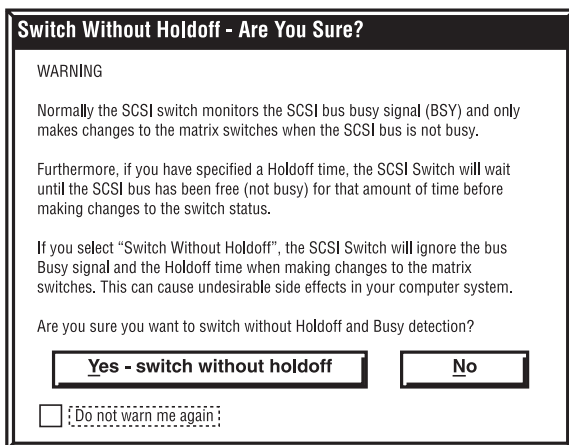 Switch Without Holdoff - Are You Sure?
WARNING
Normally the SCSI switch monitors the SCSI bus busy signal (BSY) and only
makes changes to the matrix switches when the SCSI bus is not busy.
Furthermore, if you have specified a Holdoff time, the SCSI Switch will wait
until the SCSI bus has been free (not busy) for that amount of time before
making changes to the switch status.
If you select “Switch Without Holdoff”, the SCSI Switch will ignore the bus
Busy signal and the Holdoff time when making changes to the matrix
switches. This can cause undesirable side effects in your computer system.
Are you sure you want to switch without Holdoff and Busy detection?
Yes - switch without holdoff
No
Do not warn me again